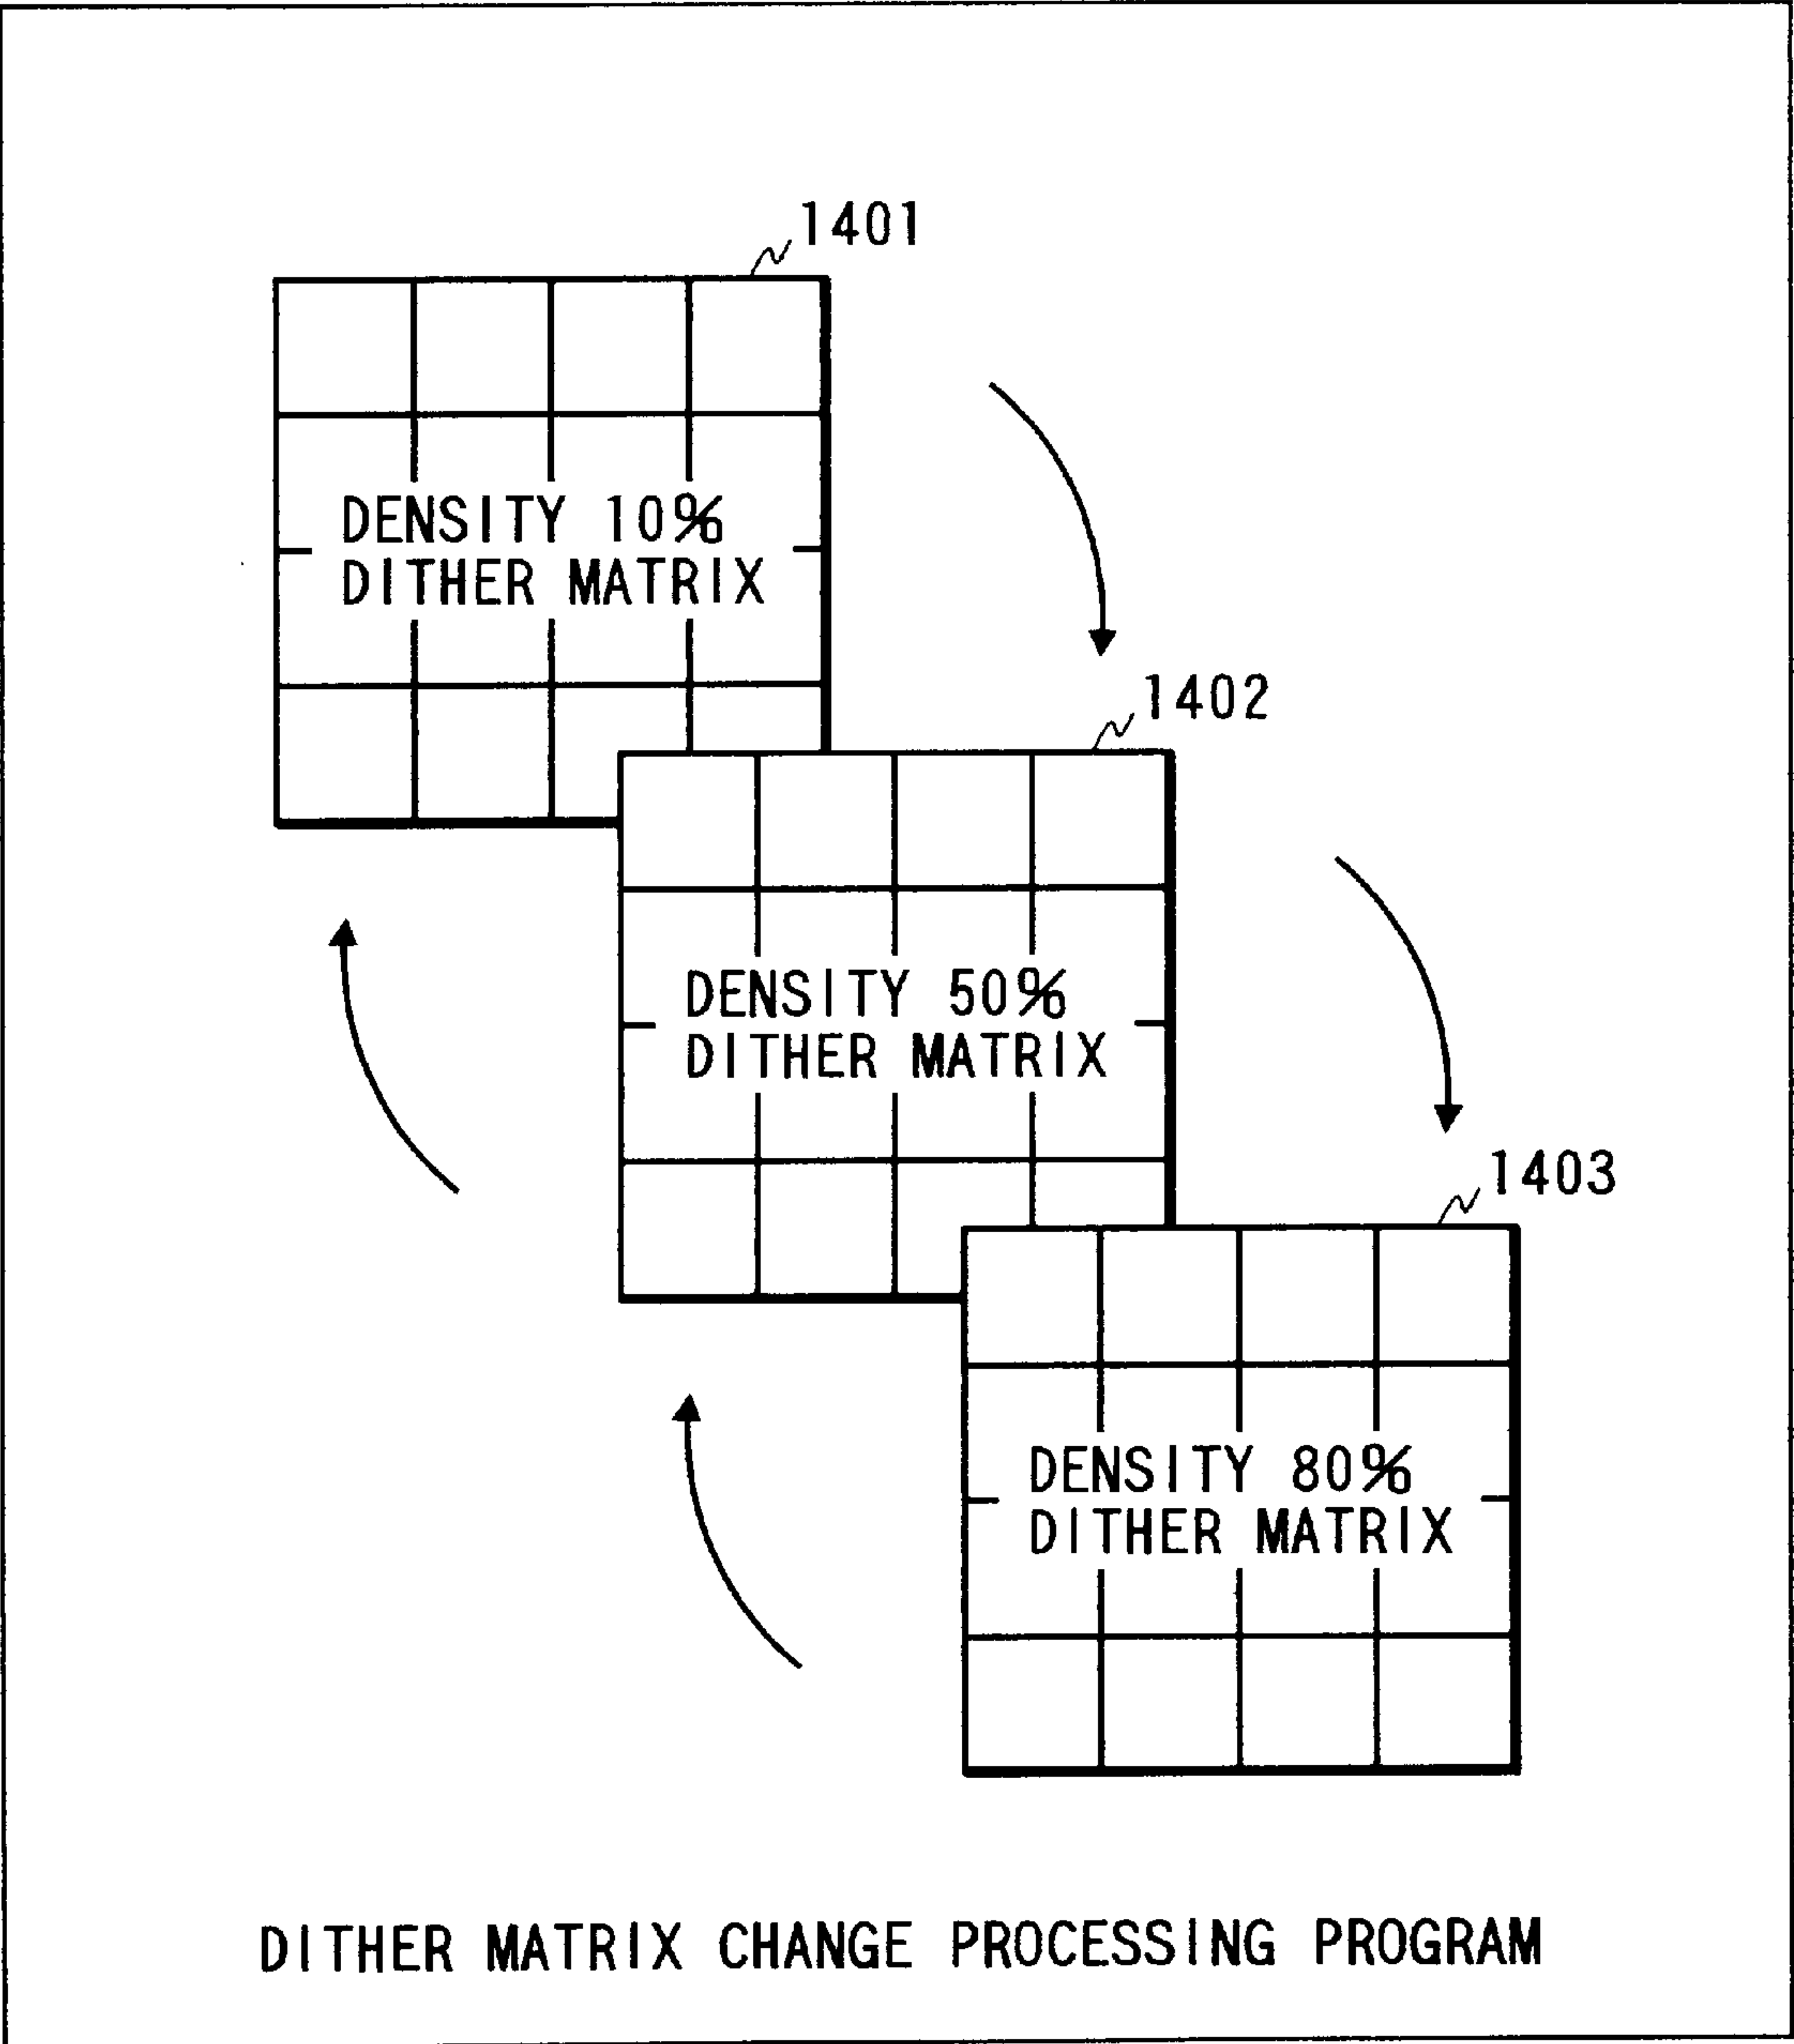 1401
DENSITY 10%
DITHER MATRIX
1402
DENSITY 50%
DITHER MATRIX
1403
DENSITY 80%
DITHER MATRIX
DITHER MATRIX CHANGE PROCESSING PROGRAM